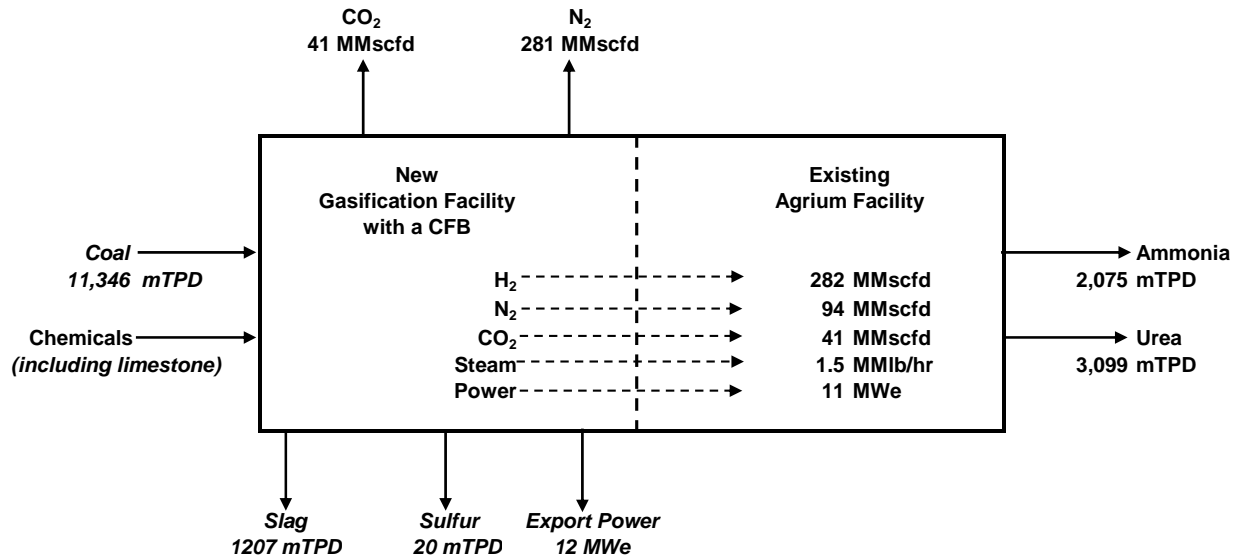 CO₂
41 MMscfd
N₂
281 MMscfd
New
Gasification Facility
with a CFB
Existing
Agrium Facility
Coal
11,346 mTPD
Chemicals
(including limestone)
H₂ 282 MMscfd
N₂ 94 MMscfd
CO₂ 41 MMscfd
Steam 1.5 MMlb/hr
Power 11 MWe
Ammonia
2,075 mTPD
Urea
3,099 mTPD
Slag
1207 mTPD
Sulfur
20 mTPD
Export Power
12 MWe